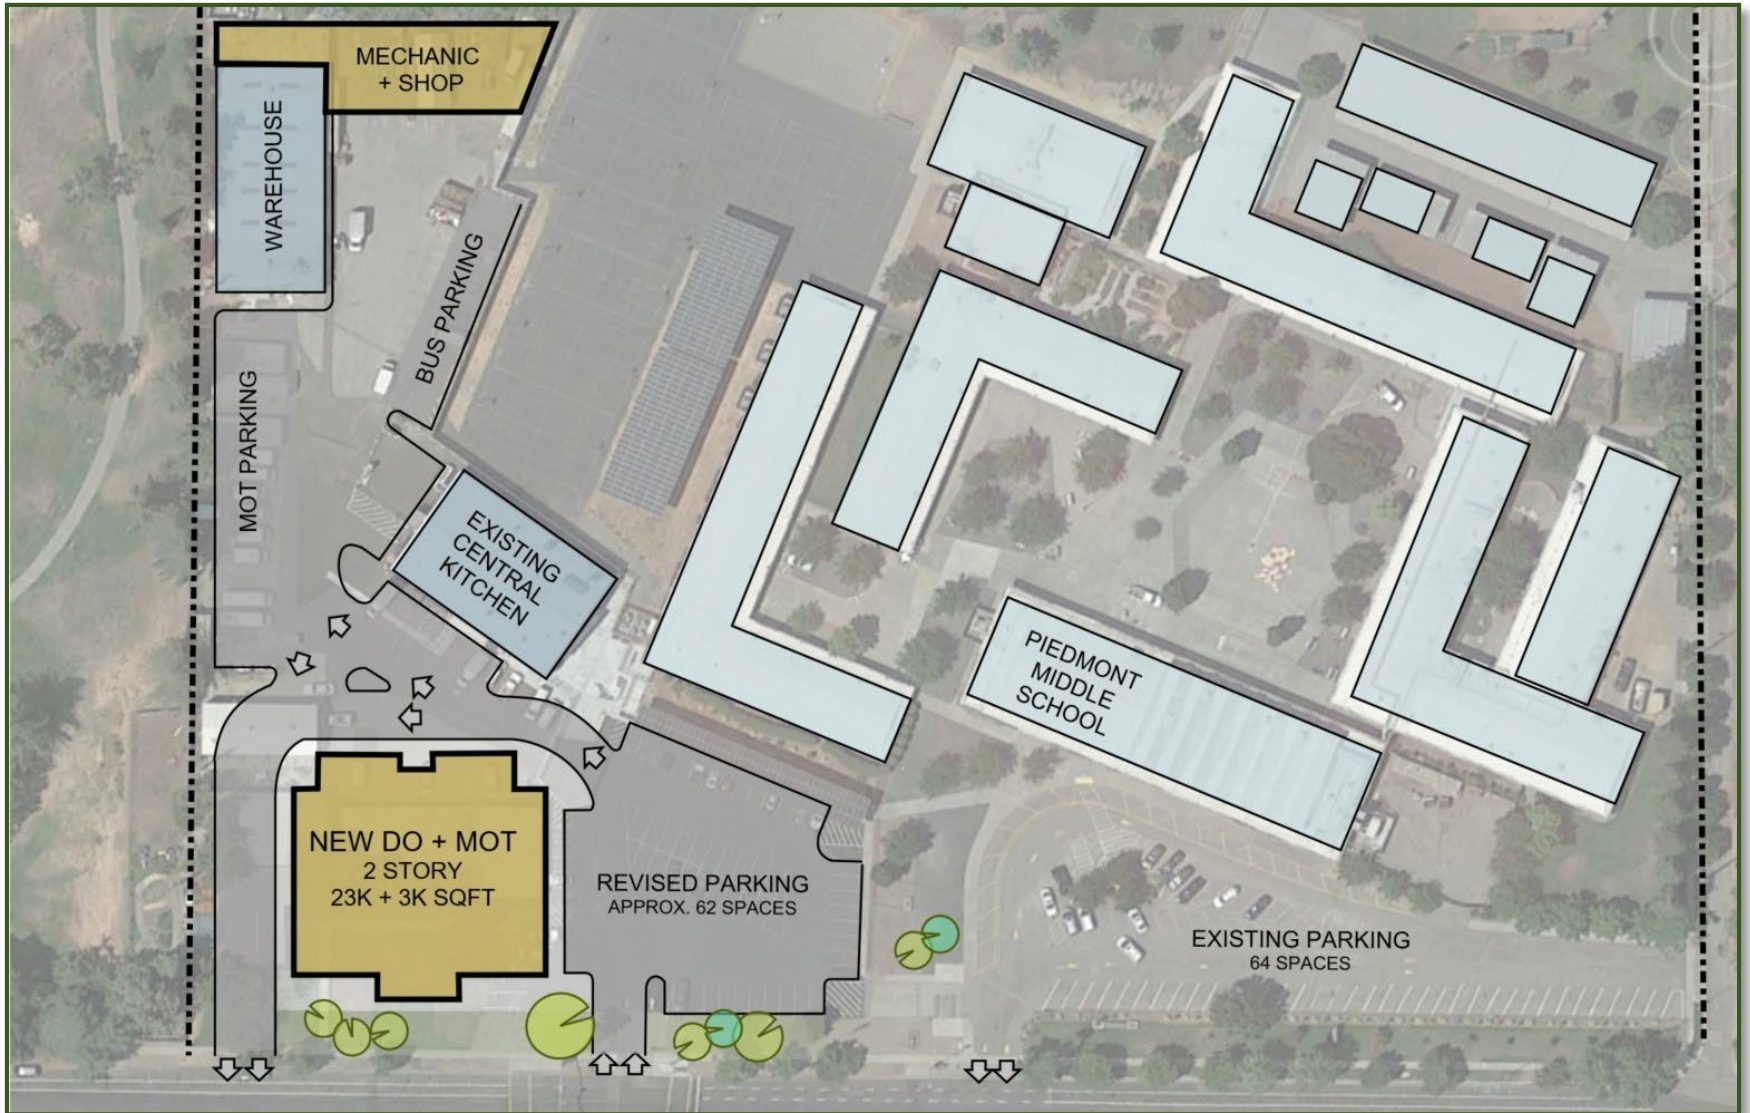 MECHANIC
+ SHOP
WAREHOUSE
BUS PARKING
MOT PARKING
EXISTING
CENTRAL
KITCHEN
PIEDMONT
MIDDLE
SCHOOL
NEW DO + MOT
2 STORY
23K + 3K SQFT
REVISED PARKING
APPROX. 62 SPACES
EXISTING PARKING
64 SPACES